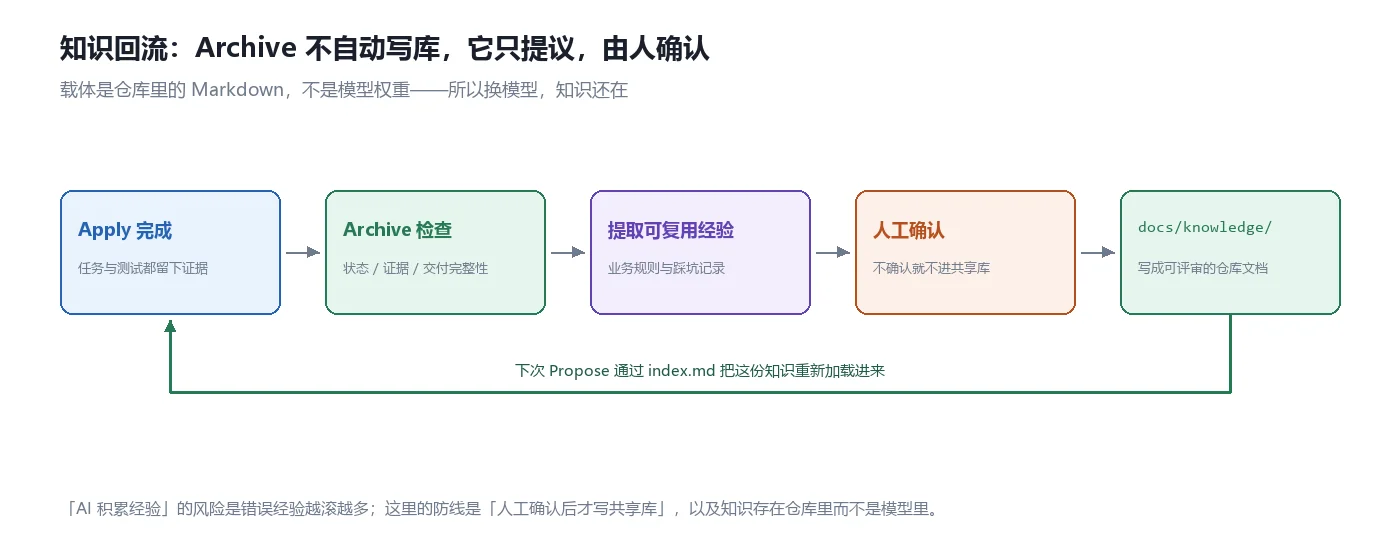 知识回流：Archive 不自动写库，它只提议，由人确认
载体是仓库里的 Markdown，不是模型权重——所以换模型，知识还在
Apply 完成
任务与测试都留下证据
Archive 检查
状态 / 证据 / 交付完整性
提取可复用经验
业务规则与踩坑记录
人工确认
不确认就不进共享库
docs/knowledge/
写成可评审的仓库文档
下次 Propose 通过 index.md 把这份知识重新加载进来
「AI 积累经验」的风险是错误经验越滚越多；这里的防线是「人工确认后才写共享库」，以及知识存在仓库里而不是模型里。